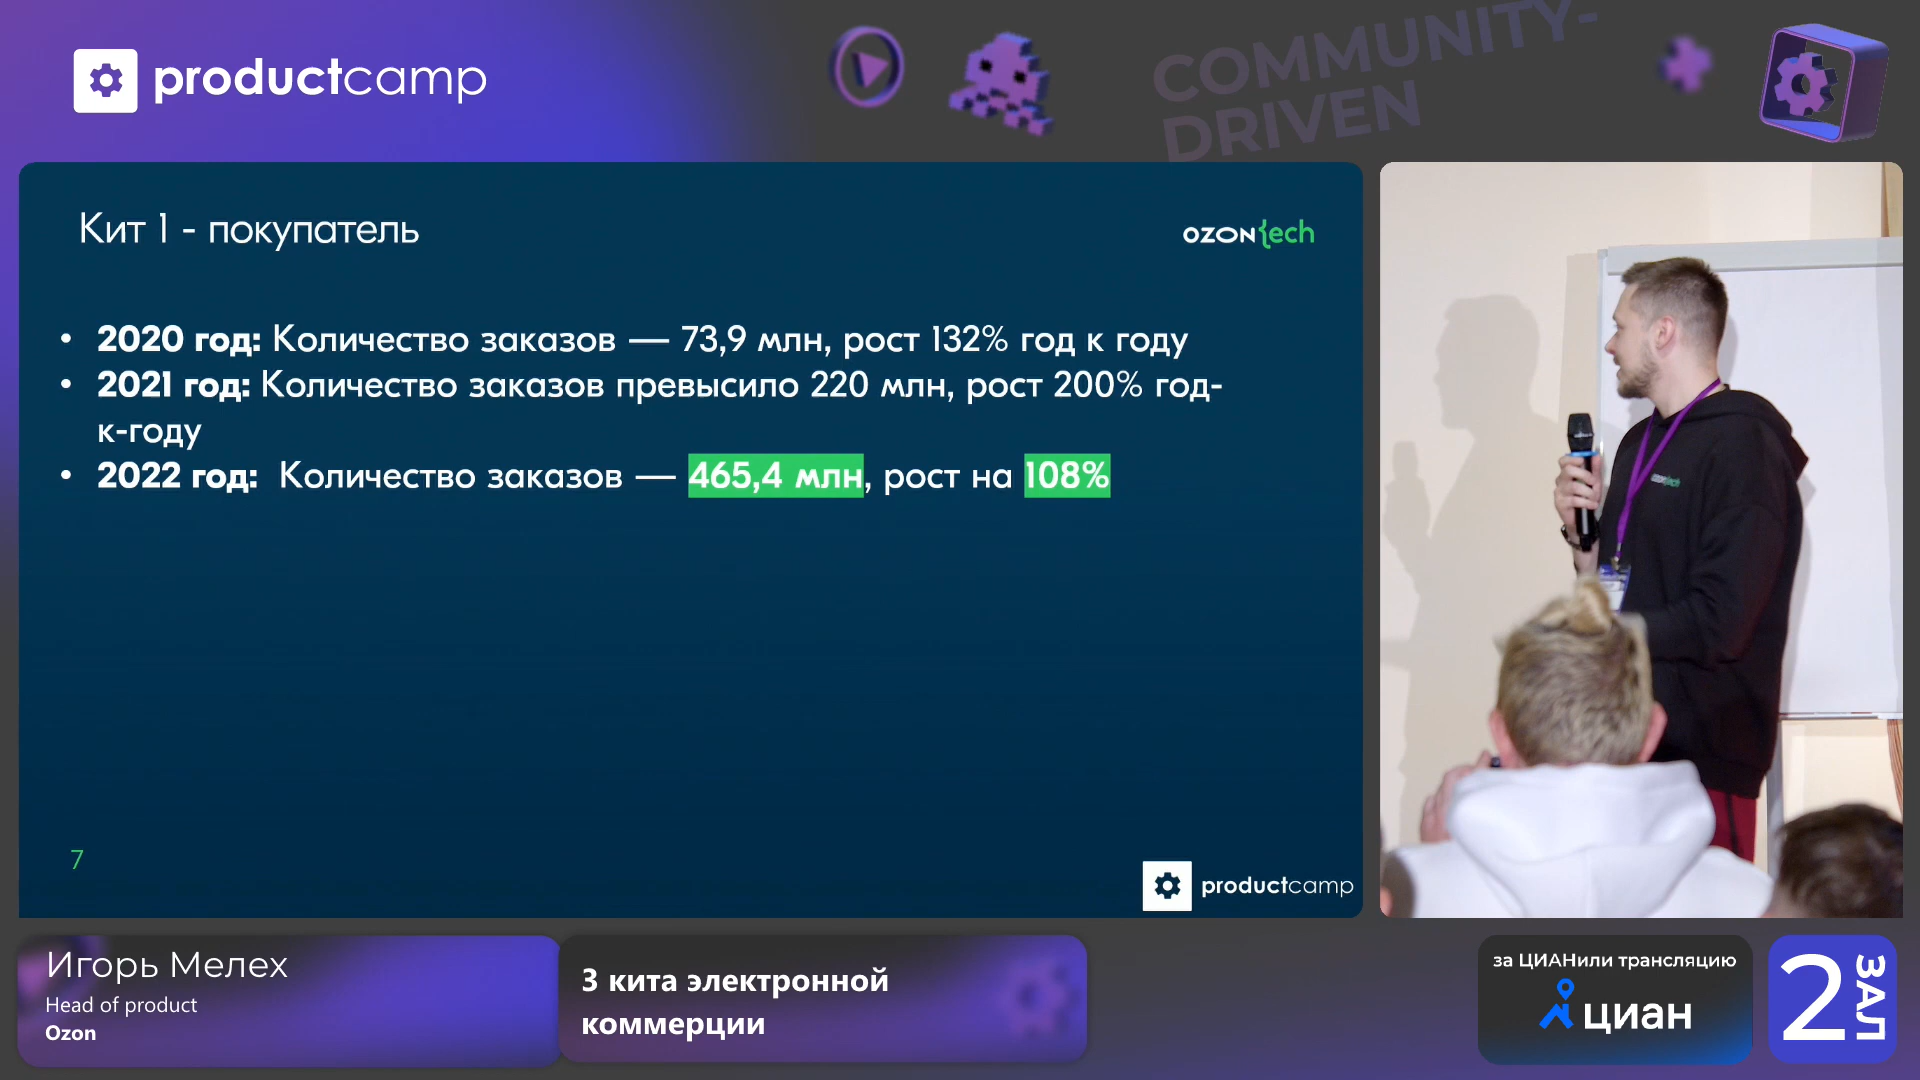 productcamp
COMMUNITY-
DRIVEN
Кит 1 - покупатель
ozon{ech
• 2020 год: Количество заказов — 73,9 млн, рост 132% год к году
• 2021 год: Количество заказов превысило 220 млн, рост 200% год-
к-году
• 2022 год: Количество заказов — 465,4 млн, рост на 108%
7
productcamp
Игорь Мелех
Head of product
Ozon
3 кита электронной
коммерции
за ЦИАНили трансляцию
циан
2 ЗАЛ